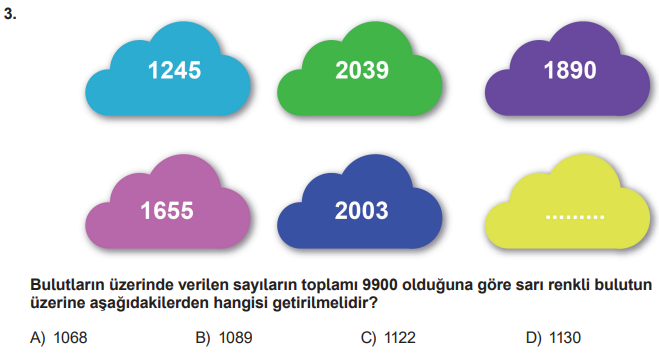 3.
1245 2039 1890
1655 2003 .........
Bulutların üzerinde verilen sayıların toplamı 9900 olduğuna göre sarı renkli bulutun
üzerine aşağıdakilerden hangisi getirilmelidir?
A) 1068 B) 1089 C) 1122 D) 1130